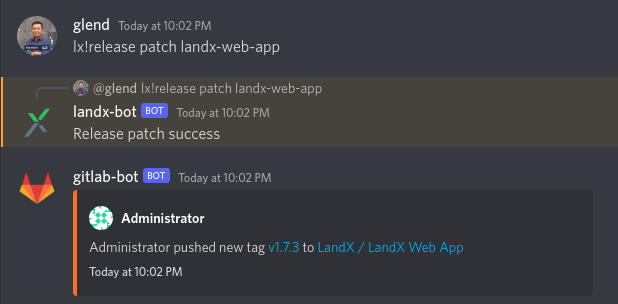 glend Today at 10:02 PM
lx!release patch landx-web-app
@glend lx!release patch landx-web-app
landx-bot BOT Today at 10:02 PM
Release patch success
gitlab-bot BOT Today at 10:02 PM
Administrator
Administrator pushed new tag v1.7.3 to LandX / LandX Web App
Today at 10:02 PM